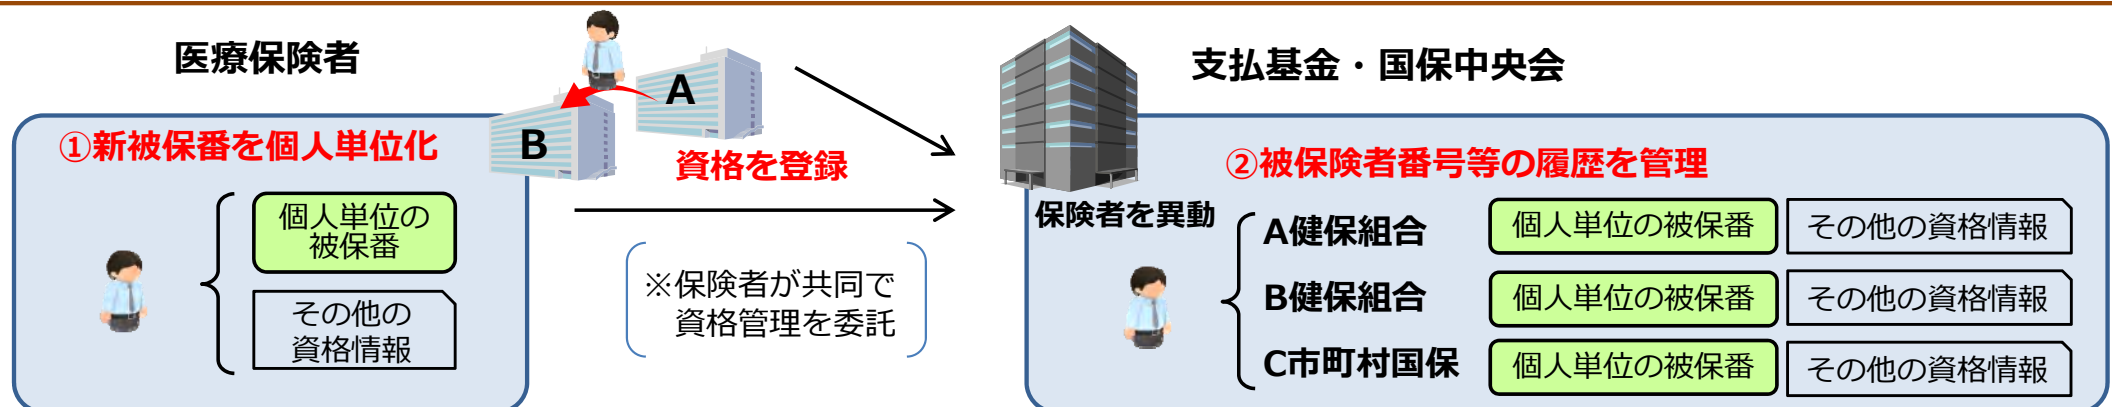 医療保険者
A
B
①新被保番を個人単位化
個人単位の
被保番
その他の
資格情報
資格を登録
※保険者が共同で
資格管理を委託
支払基金・国保中央会
②被保険者番号等の履歴を管理
保険者を異動
A健保組合 個人単位の被保番 その他の資格情報
B健保組合 個人単位の被保番 その他の資格情報
C市町村国保 個人単位の被保番 その他の資格情報